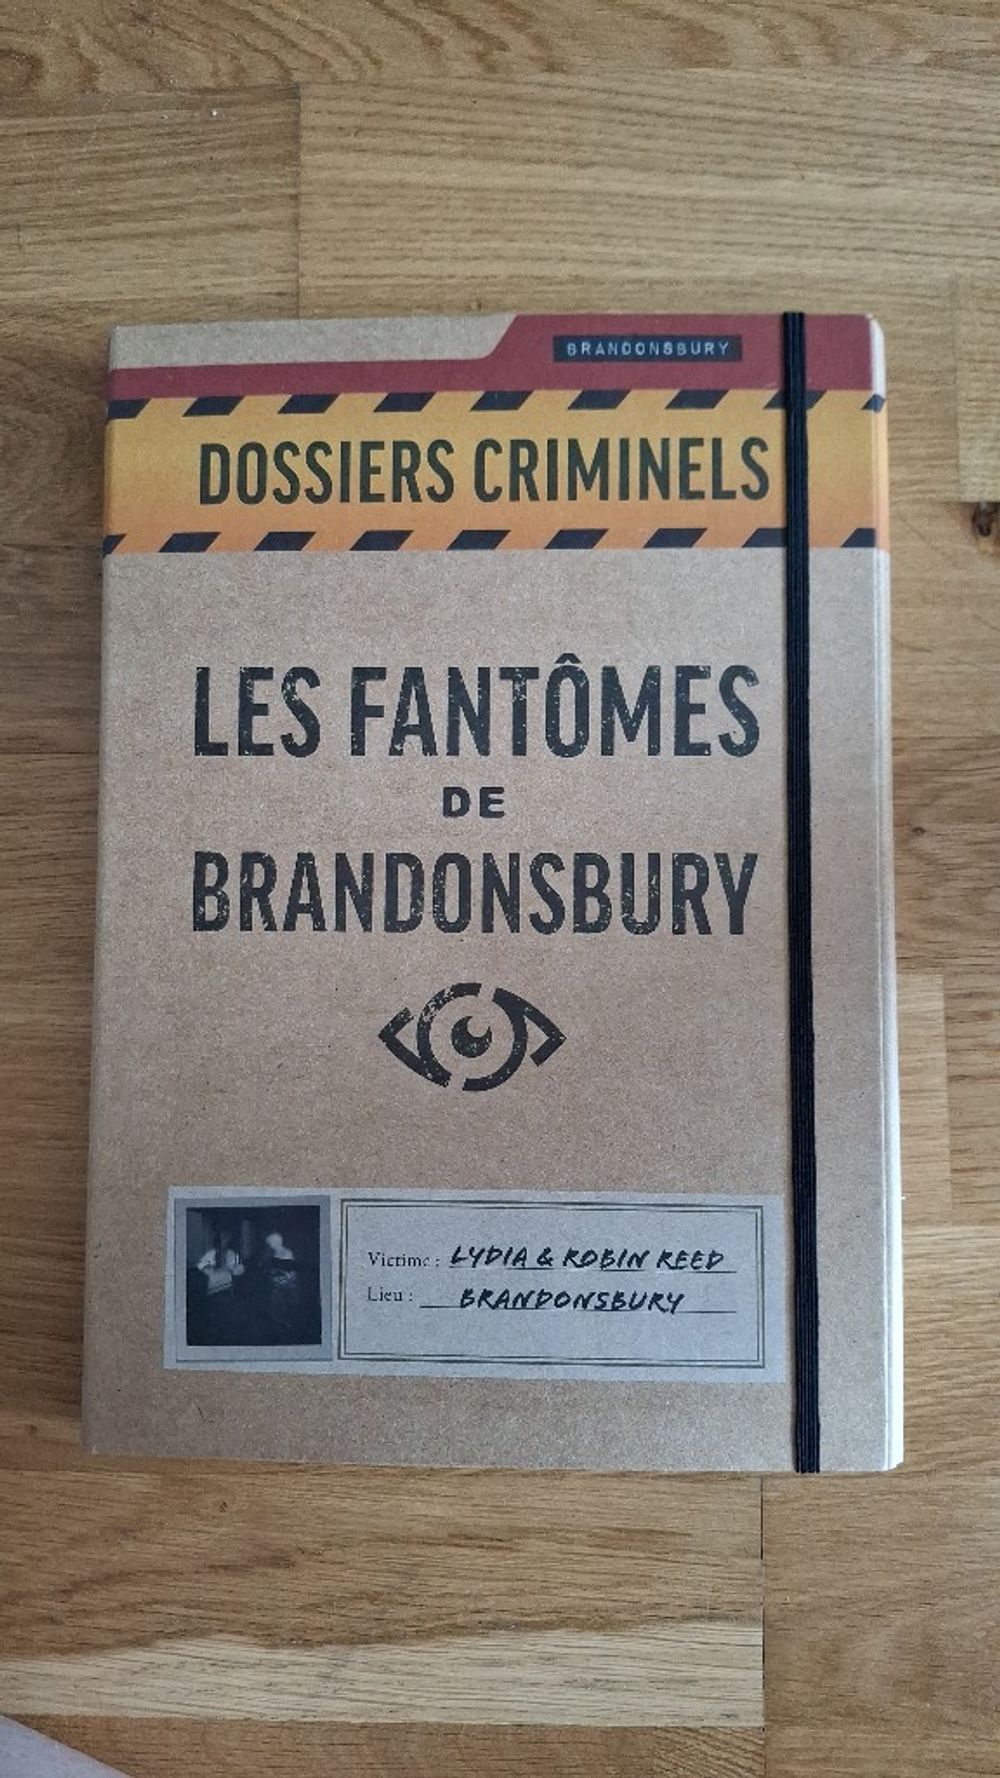 BRANDONSBURY
DOSSIERS CRIMINELS
LES FANTÔMES
DE
BRANDONSBURY
Victime : LYDIA & ROBIN REED
Lieu : BRANDONSBURY